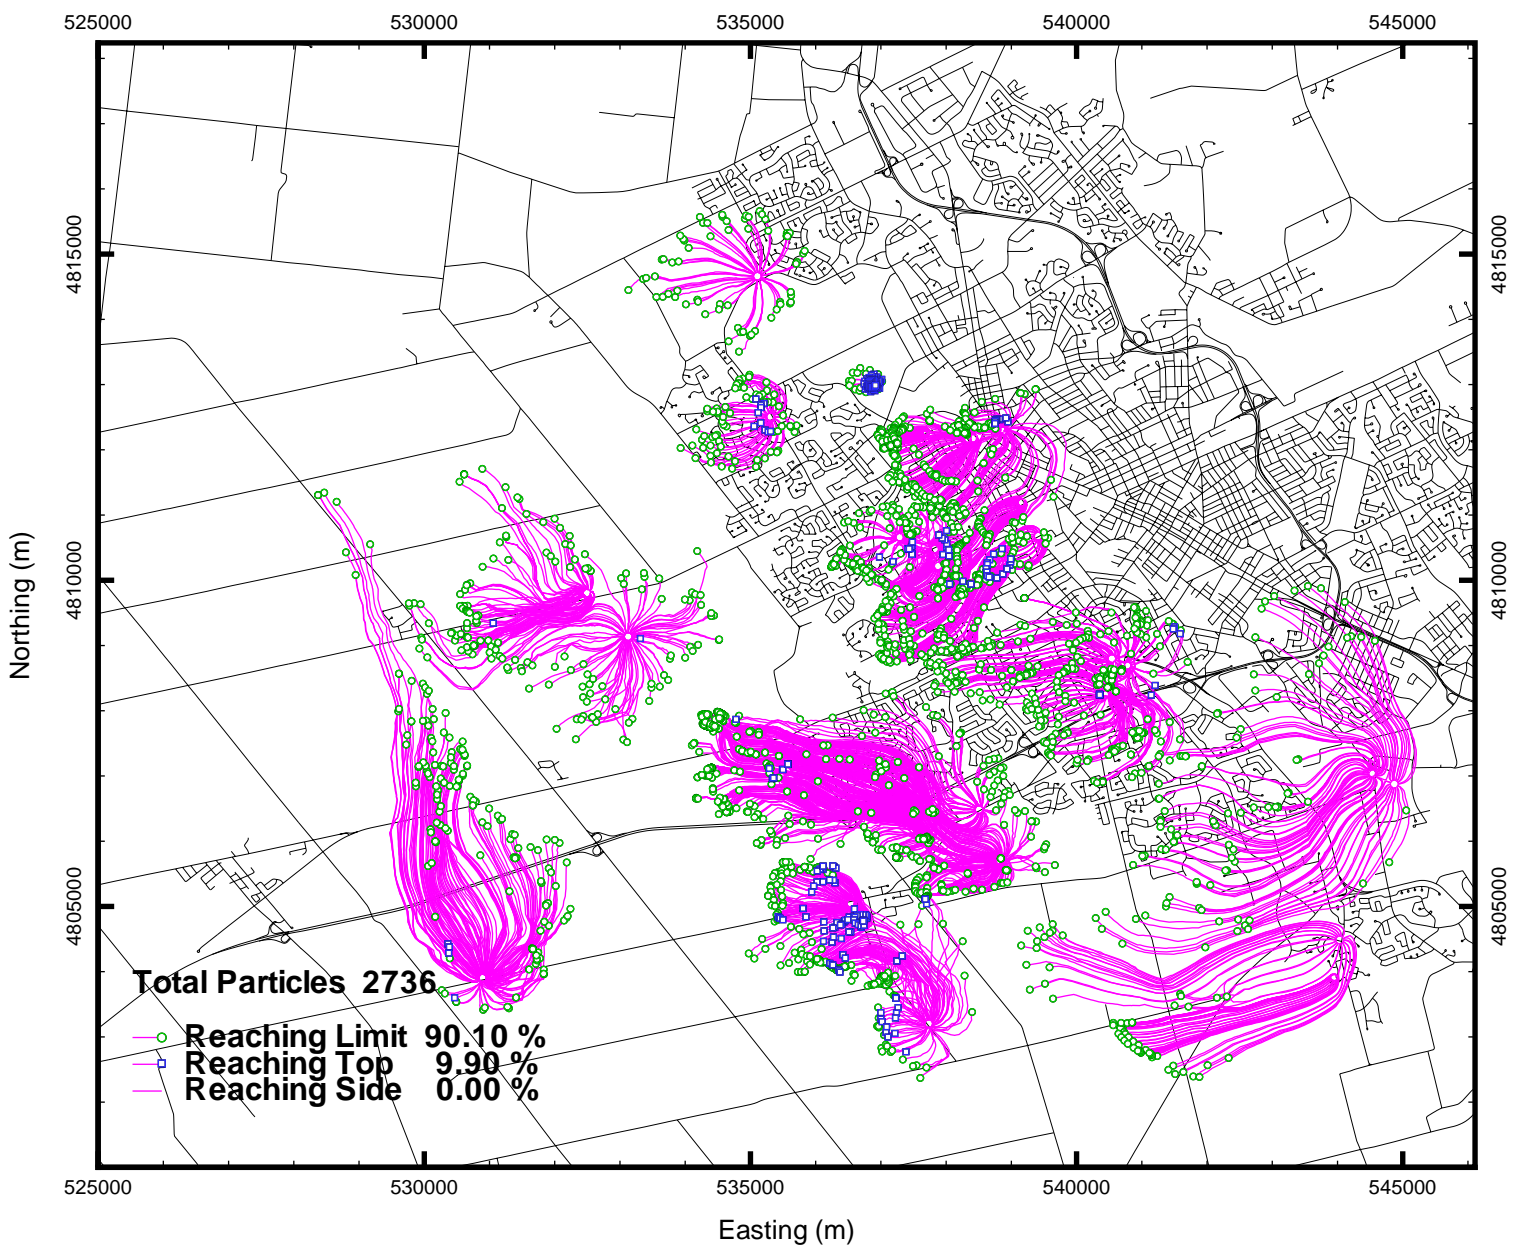 525000 530000 535000 540000 545000
4815000 4815000
4810000 4810000
Northing (m)
4805000 4805000
Total Particles 2736
Reaching Limit 90.10 %
Reaching Top 9.90 %
Reaching Side 0.00 %
525000 530000 535000 540000 545000
Easting (m)